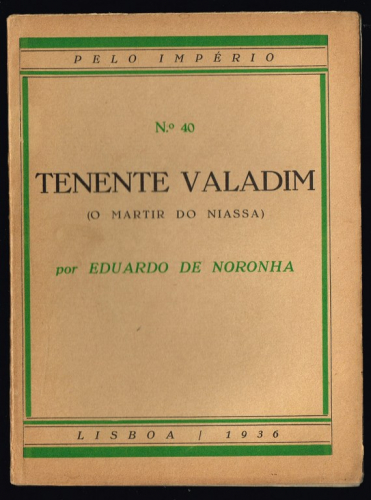 PELO IMPÉRIO
N.º 40
TENENTE VALADIM
(O MARTIR DO NIASSA)
por EDUARDO DE NORONHA
LISBOA / 1936